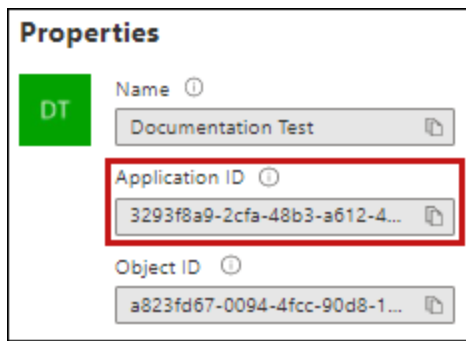 Properties
DT
Name
Documentation Test
Application ID
3293f8a9-2cfa-48b3-a612-4...
Object ID
a823fd67-0094-4fcc-90d8-1...